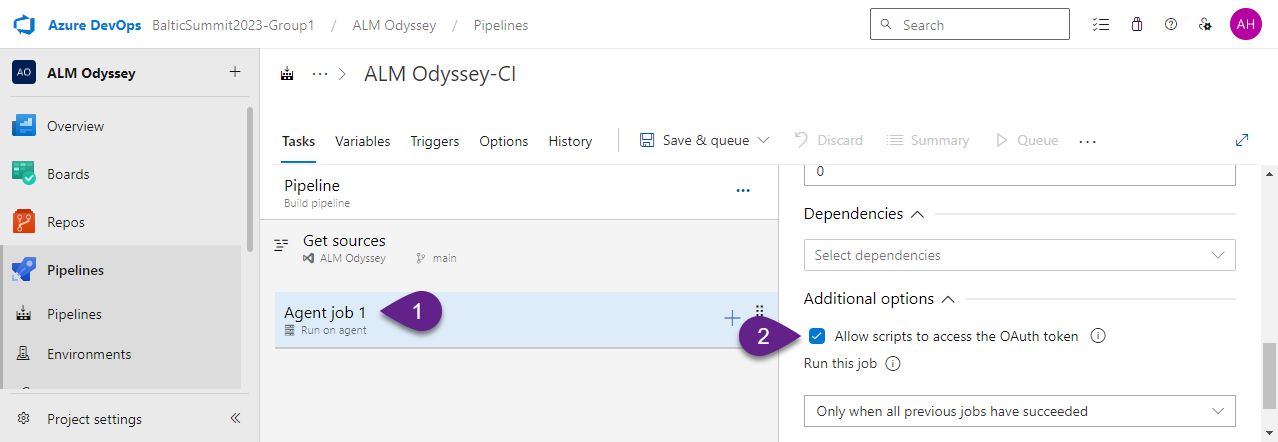 Azure DevOps BalticSummit2023-Group1 / ALM Odyssey / Pipelines Search AH
AO ALM Odyssey
ALM Odyssey-CI
Overview
Boards
Repos
Pipelines
Pipelines
Environments
Project settings
Tasks Variables Triggers Options History Save & queue Discard Summary Queue
Pipeline
Build pipeline
Get sources
ALM Odyssey main
Agent job 1 1
Run on agent
0
Dependencies
Select dependencies
Additional options
2 Allow scripts to access the OAuth token
Run this job
Only when all previous jobs have succeeded